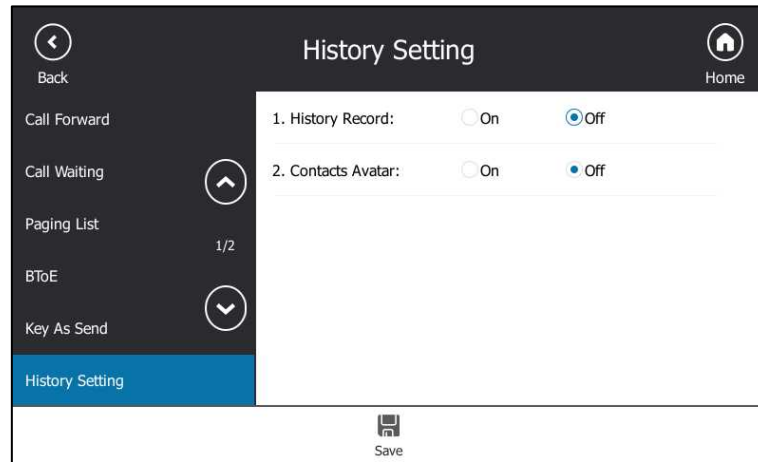 History Setting
Back
Home
Call Forward
Call Waiting
Paging List
1/2
BToE
Key As Send
History Setting
1. History Record: On Off
2. Contacts Avatar: On Off
Save